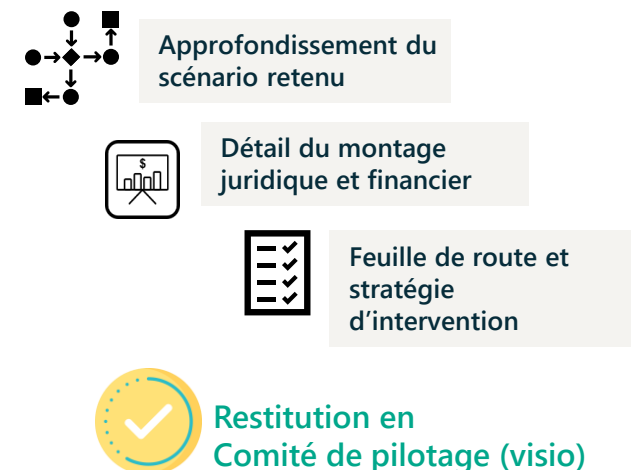 Approfondissement du
scénario retenu
$
Détail du montage
juridique et financier
Feuille de route et
stratégie
d’intervention
Restitution en
Comité de pilotage (visio)